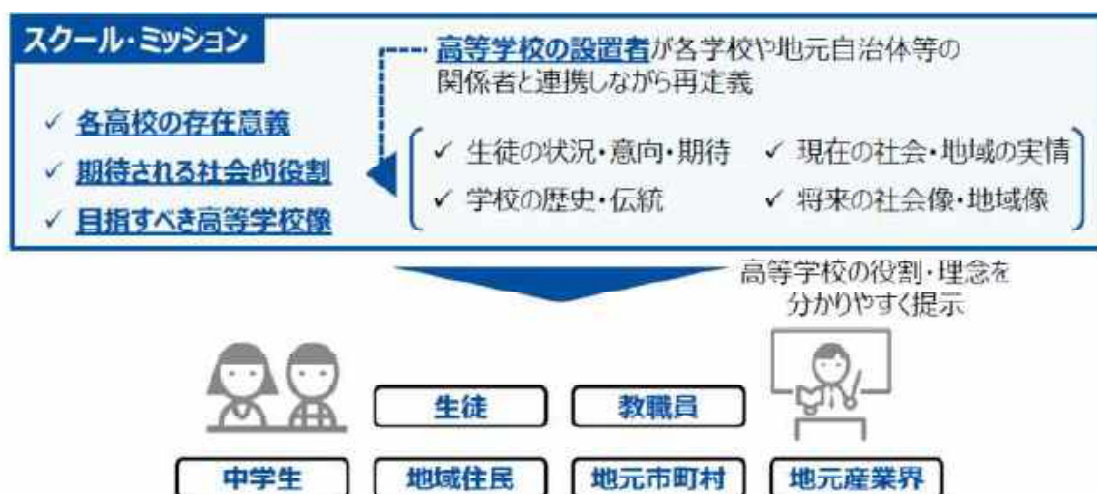 スクール・ミッション
✓ 各高校の存在意義
✓ 期待される社会的役割
✓ 目指すべき高等学校像
高等学校の設置者が各学校や地元自治体等の
関係者と連携しながら再定義
✓ 生徒の状況・意向・期待 ✓ 現在の社会・地域の実情
✓ 学校の歴史・伝統 ✓ 将来の社会像・地域像
高等学校の役割・理念を
分かりやすく提示
生徒 教職員
中学生 地域住民 地元市町村 地元産業界